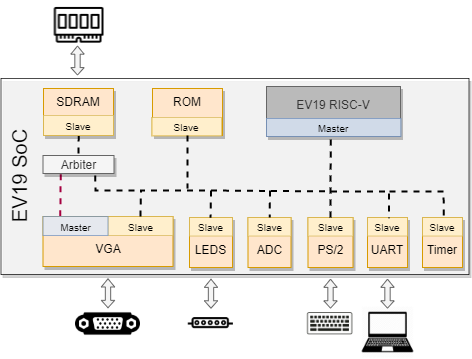 EV19 SoC
SDRAM
Slave
ROM
Slave
EV19 RISC-V
Master
Arbiter
Master
Slave
VGA
Slave
LEDS
Slave
ADC
Slave
PS/2
Slave
UART
Slave
Timer